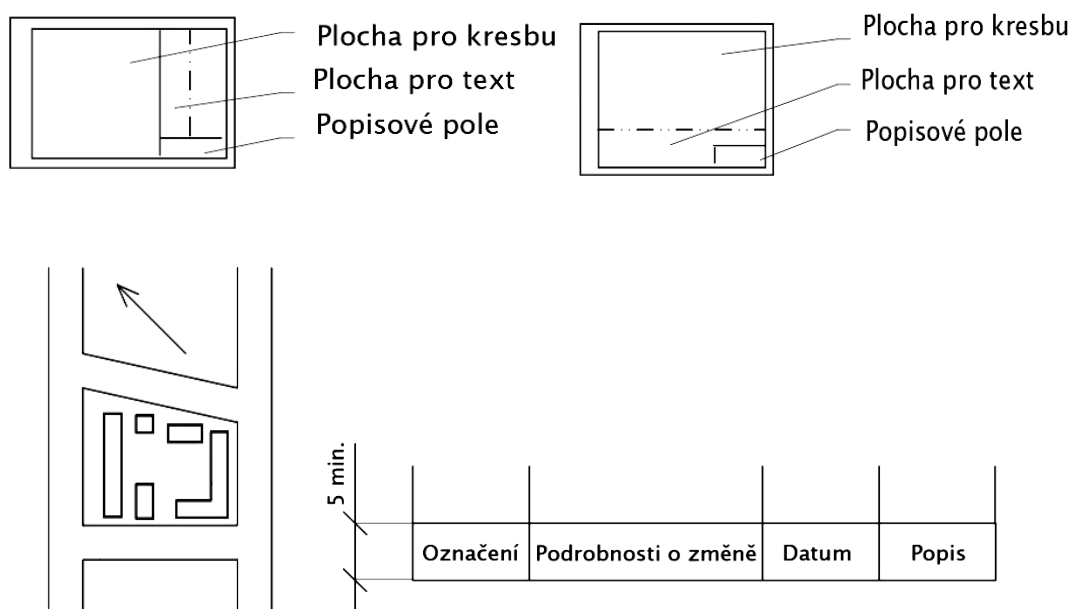 Plocha pro kresbu
Plocha pro text
Popisové pole
Plocha pro kresbu
Plocha pro text
Popisové pole
5 min.
Označení Podrobnosti o změně Datum Popis